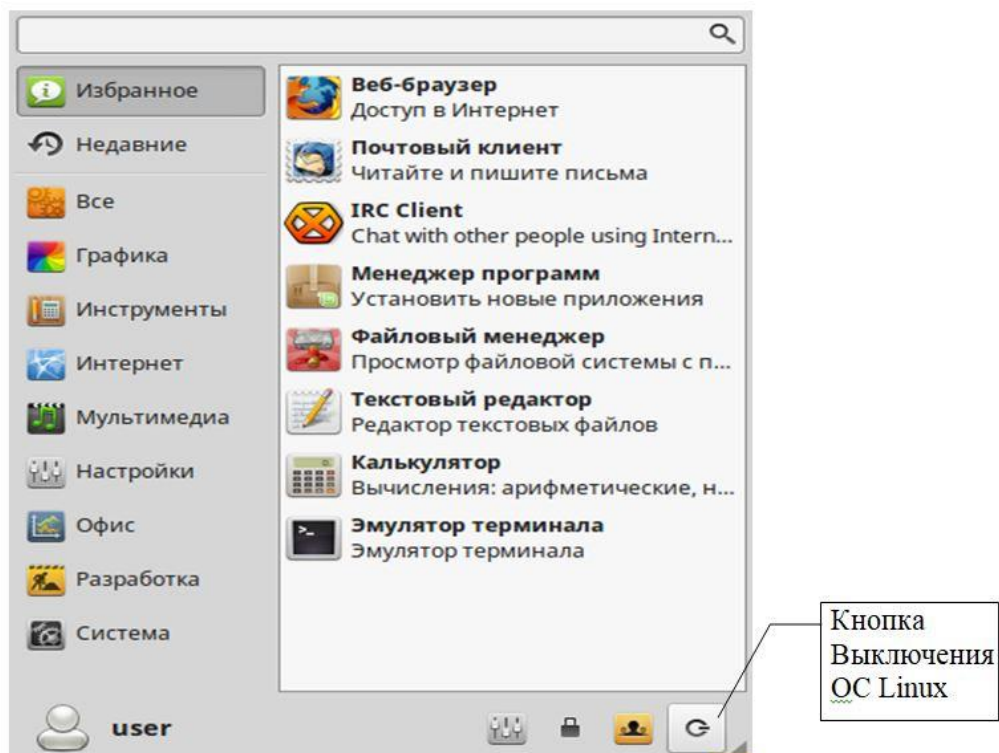 Избранное
Недавние
Все
Графика
Инструменты
Интернет
Мультимедиа
Настройки
Офис
Разработка
Система
Веб-браузер
Доступ в Интернет
Почтовый клиент
Читайте и пишите письма
IRC Client
Chat with other people using Intern...
Менеджер программ
Установить новые приложения
Файловый менеджер
Просмотр файловой системы с п...
Текстовый редактор
Редактор текстовых файлов
Калькулятор
Вычисления: арифметические, н...
Эмулятор терминала
Эмулятор терминала
user
Кнопка
Выключения
ОС Linux